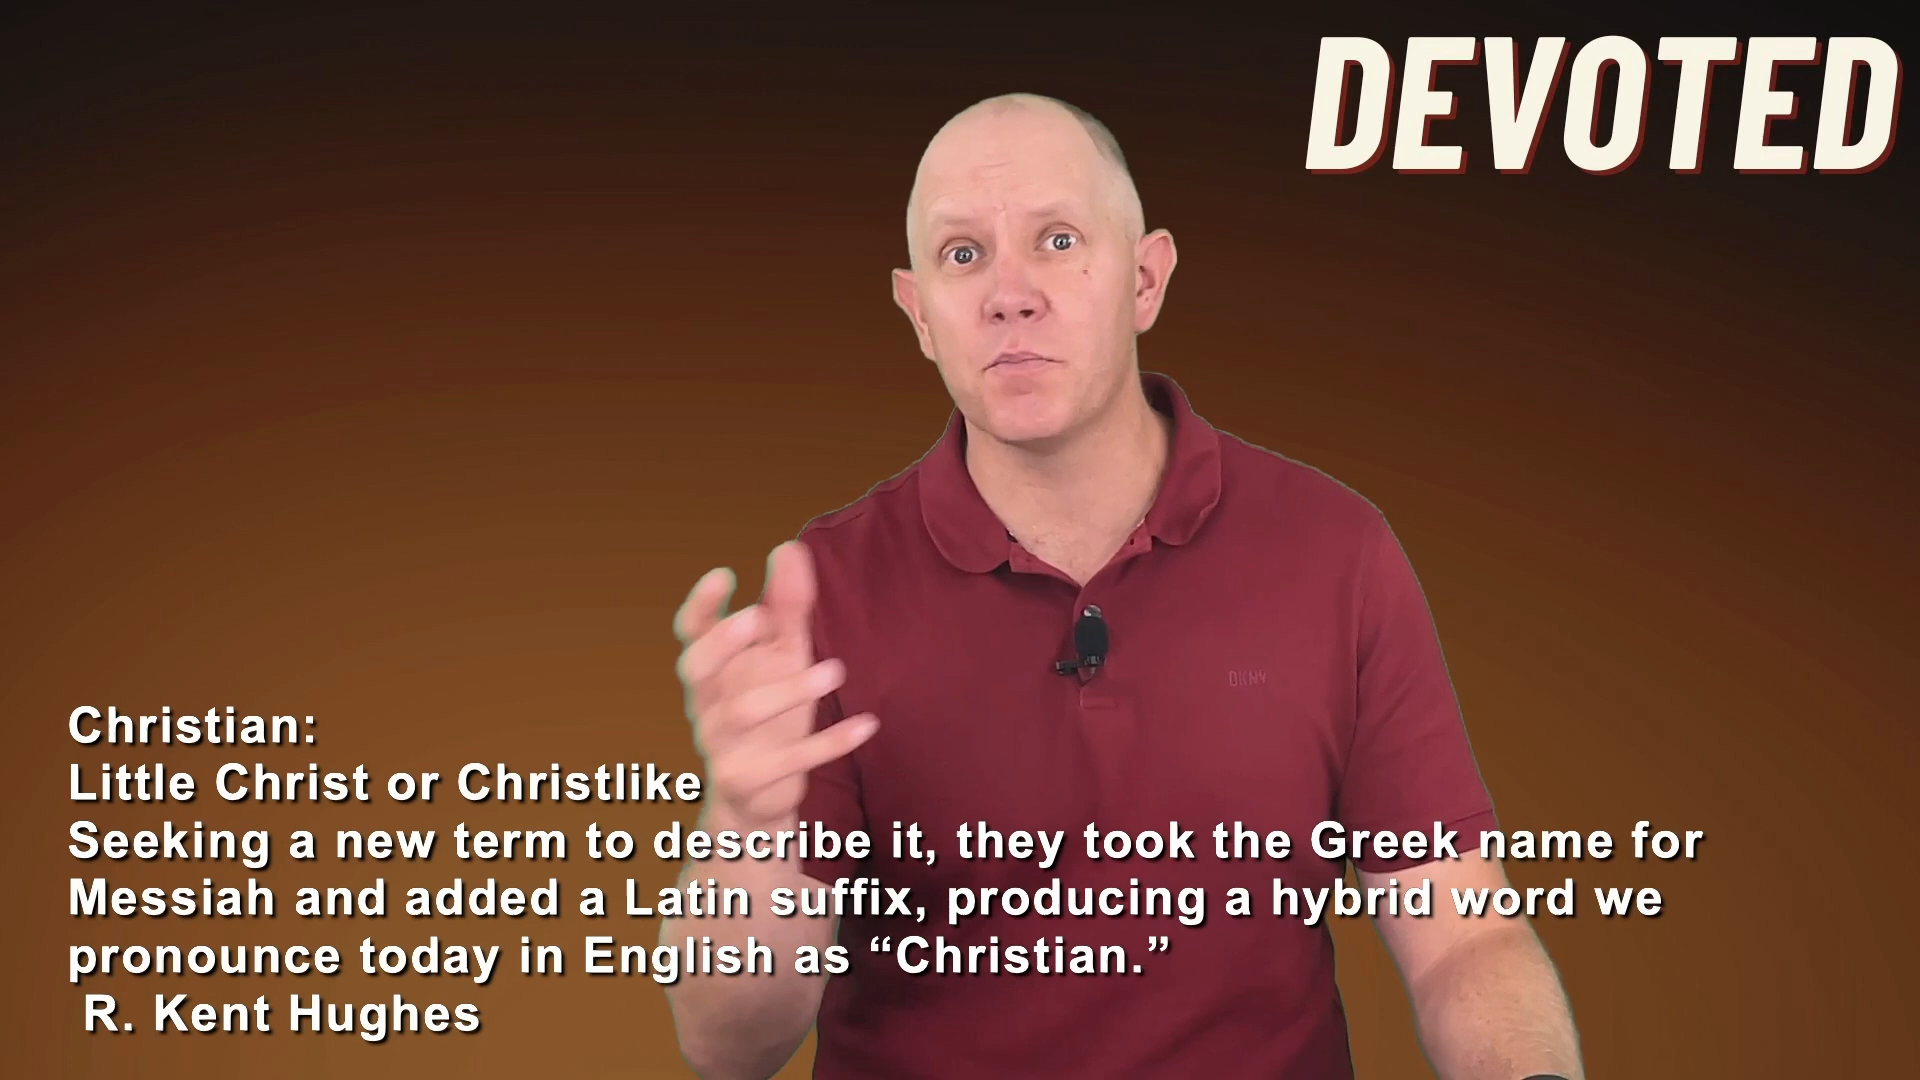 DEVOTED
DKNY
Christian:
Little Christ or Christlike
Seeking a new term to describe it, they took the Greek name for
Messiah and added a Latin suffix, producing a hybrid word we
pronounce today in English as “Christian.”
R. Kent Hughes